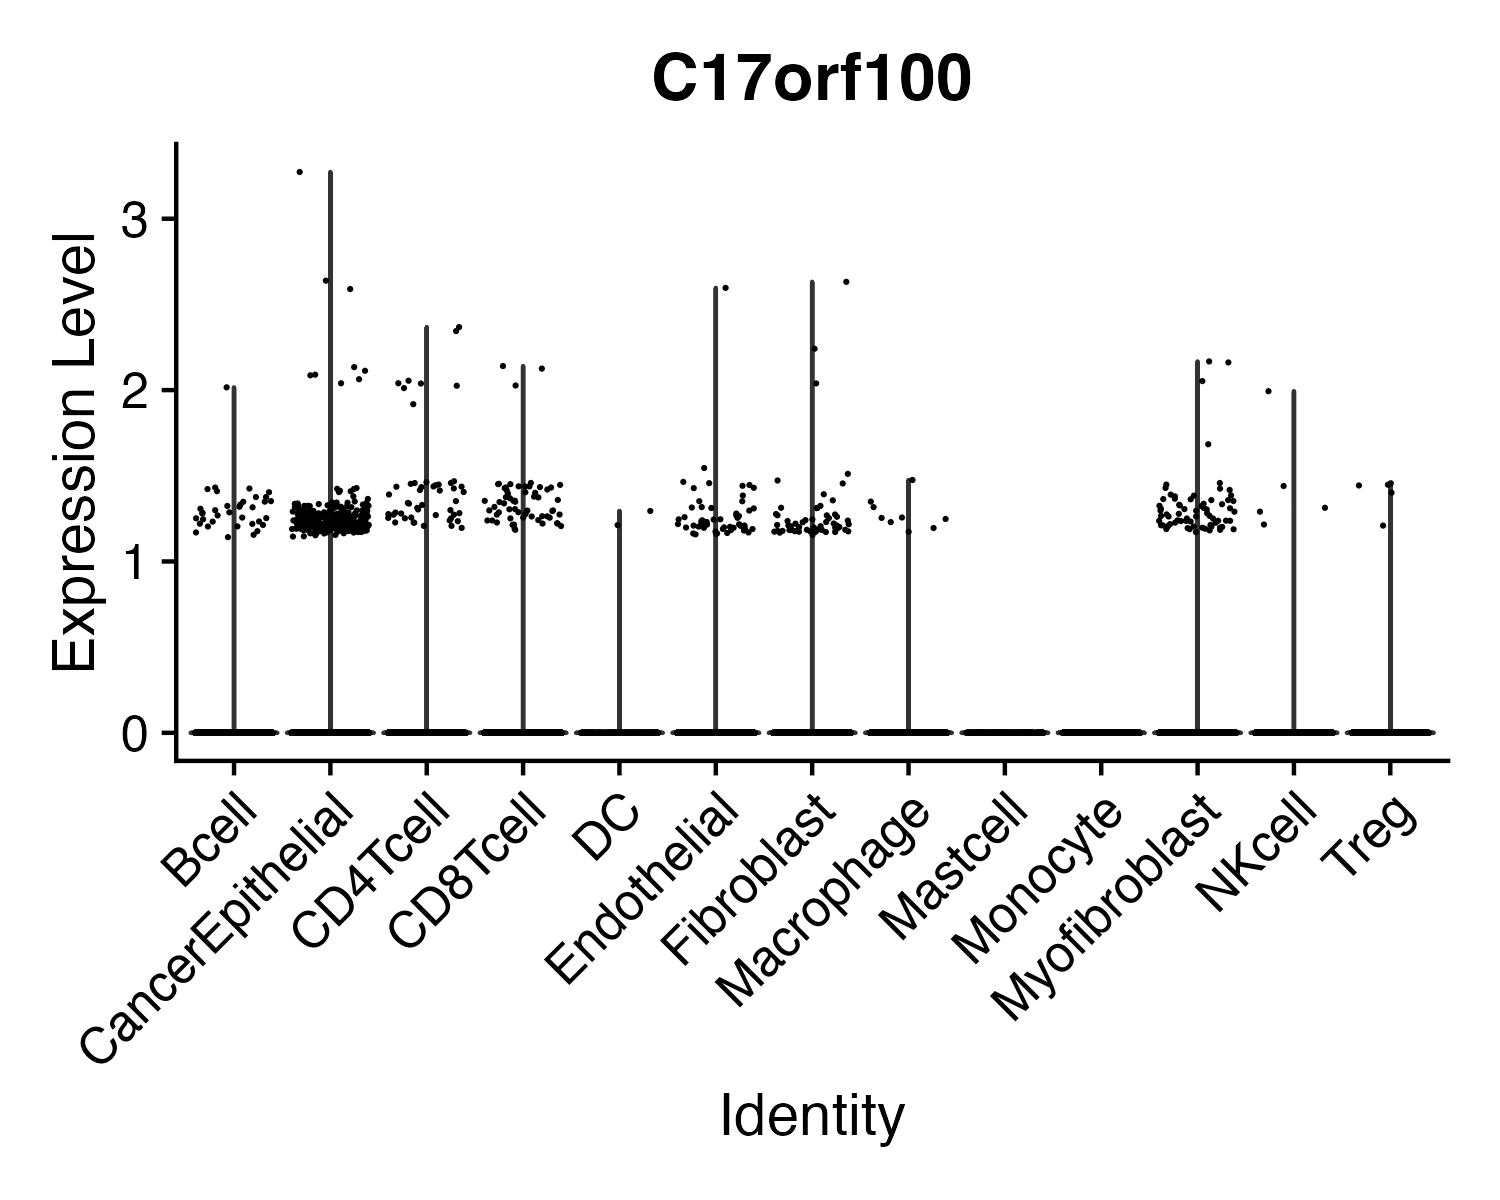 C17orf100
Expression Level
3
2
1
0
Bcell
CancerEpithelial
CD4Tcell
CD8Tcell
DC
Endothelial
Fibroblast
Macrophage
Mastcell
Monocyte
Myofibroblast
NKcell
Treg
Identity